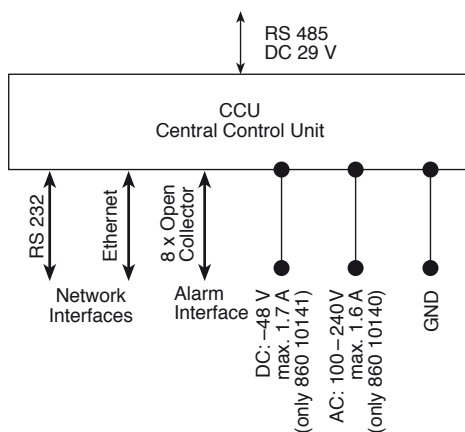 RS 485
DC 29 V
CCU
Central Control Unit
RS 232
Ethernet
8 x Open
Collector
Network
Interfaces
Alarm
Interface
DC: –48 V
max. 1.7 A
(only 860 10141)
AC: 100–240 V
max. 1.6 A
(only 860 10140)
GND